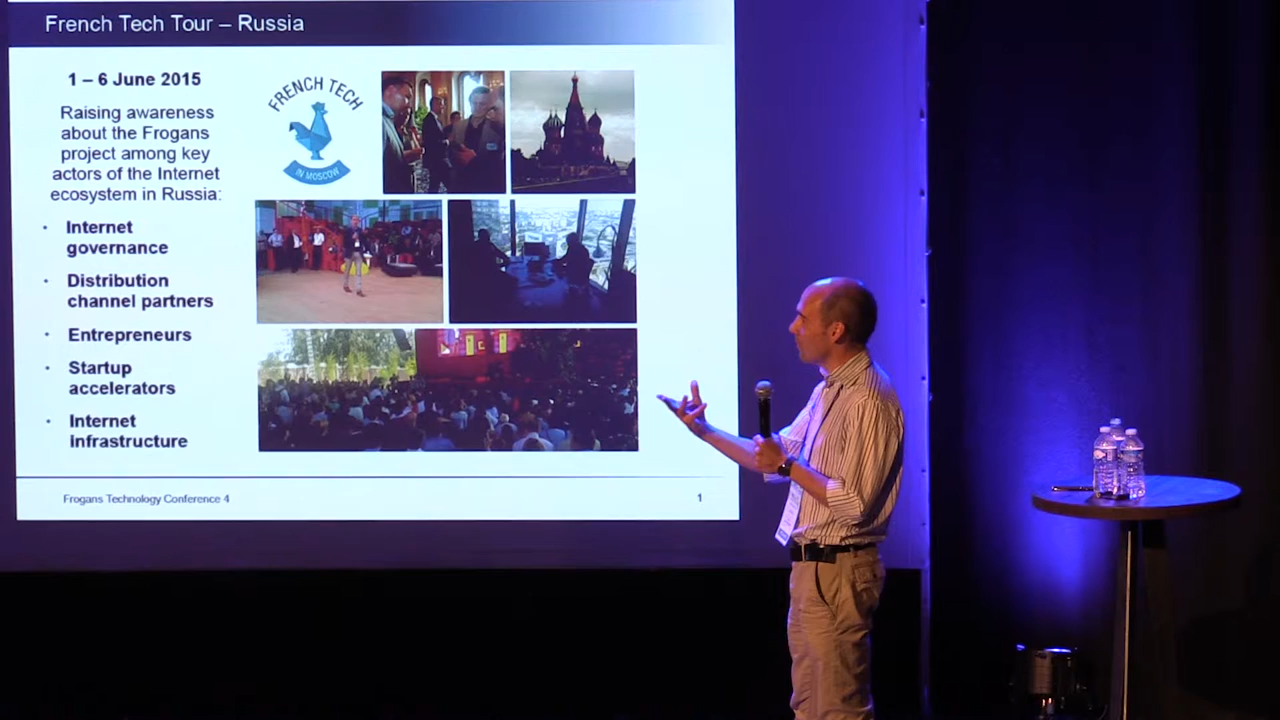 French Tech Tour – Russia
1 – 6 June 2015
Raising awareness
about the Frogans
project among key
actors of the Internet
ecosystem in Russia:
• Internet
governance
• Distribution
channel partners
• Entrepreneurs
• Startup
accelerators
• Internet
infrastructure
FRENCH TECH
IN MOSCOW
Frogans Technology Conference 4
1